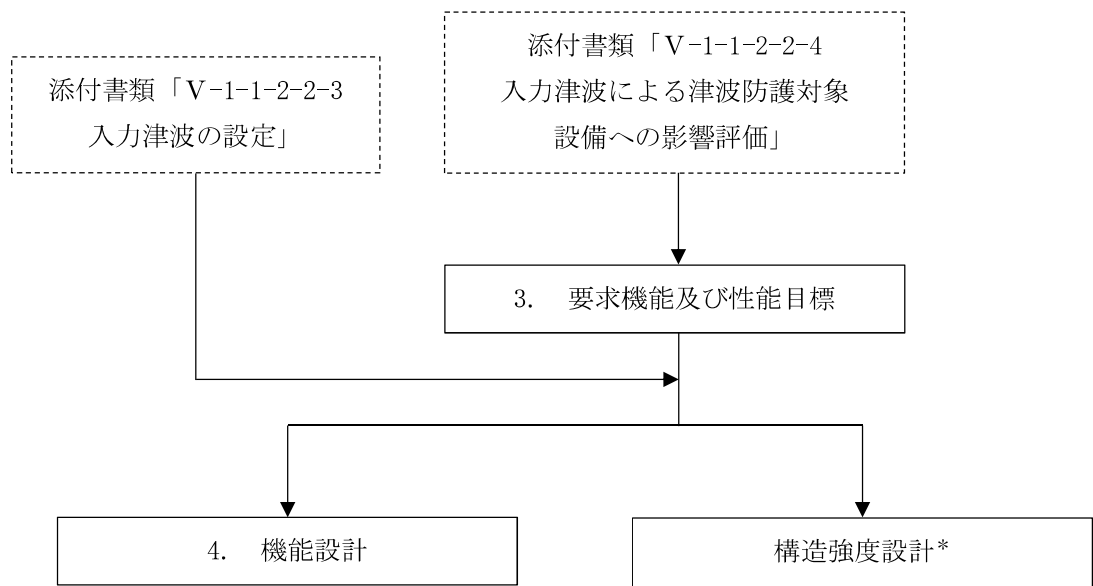 添付書類「Ⅴ-1-1-2-2-3
入力津波の設定」
添付書類「Ⅴ-1-1-2-2-4
入力津波による津波防護対象
設備への影響評価」
3.　要求機能及び性能目標
4.　機能設計
構造強度設計*